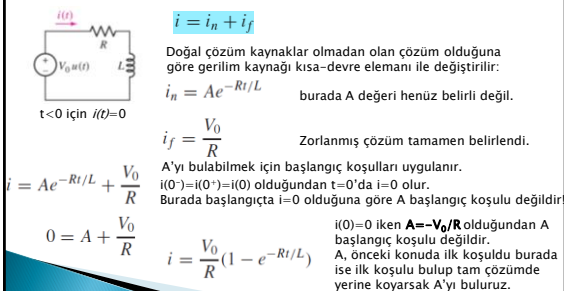 i(t)
R
V₀u(t)
L
t<0 için i(t)=0
i = iₙ + i_f
Doğal çözüm kaynaklar olmadan olan çözüm olduğuna
göre gerilim kaynağı kısa-devre elemanı ile değiştirilir:
iₙ = Ae^{-Rt/L} burada A değeri henüz belirli değil.
i_f = V₀/R Zorlanmış çözüm tamamen belirlendi.
A'yı bulabilmek için başlangıç koşulları uygulanır.
i = Ae^{-Rt/L} + V₀/R
i(0⁻)=i(0⁺)=i(0) olduğundan t=0'da i=0 olur.
Burada başlangıçta i=0 olduğuna göre A başlangıç koşulu değildir!
0 = A + V₀/R
i = V₀/R (1 − e^{-Rt/L})
i(0)=0 iken A=-V₀/R olduğundan A
başlangıç koşulu değildir.
A, önceki konuda ilk koşuldu burada
ise ilk koşulu bulup tam çözümde
yerine koyarsak A'yı buluruz.